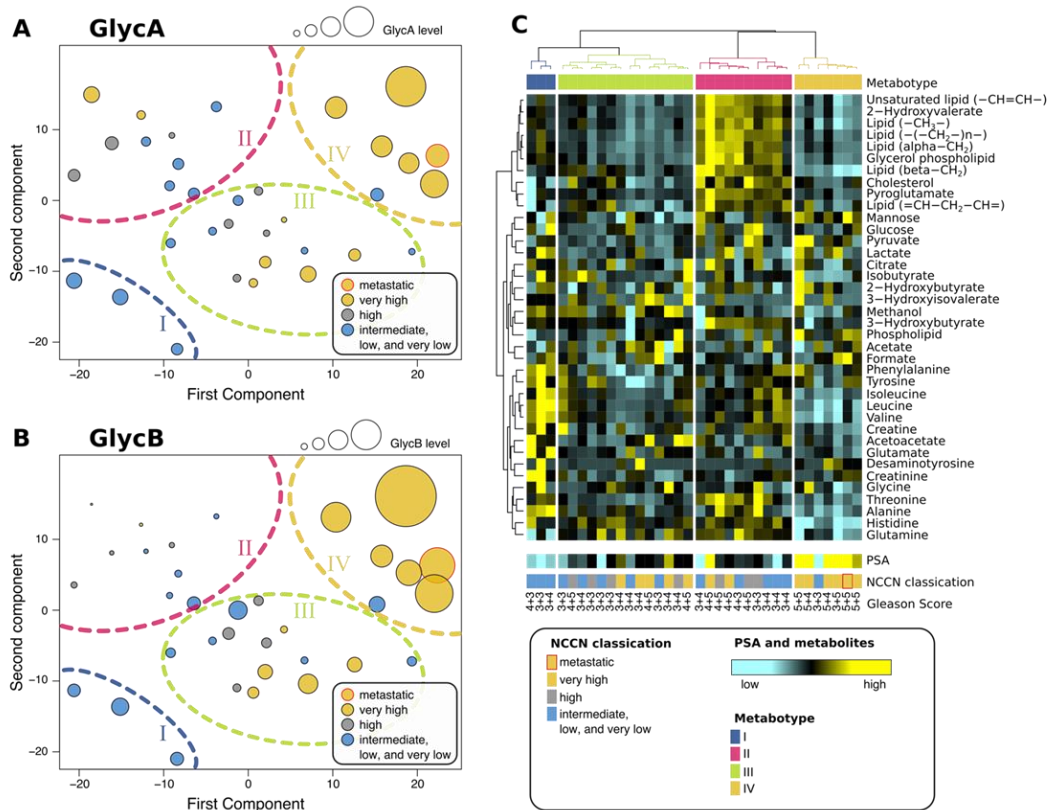 A GlycA
GlycA level
10
0
−10
−20
Second component
II
IV
III
I
metastatic
very high
high
intermediate,
low, and very low
−20 −10 0 10 20
First Component
B GlycB
GlycB level
10
0
−10
−20
Second component
II
IV
III
I
metastatic
very high
high
intermediate,
low, and very low
−20 −10 0 10 20
First Component
C
Metabotype
Unsaturated lipid (−CH=CH−)
2−Hydroxyvalerate
Lipid (−CH₃−)
Lipid (−(−CH₂−)n−)
Lipid (alpha−CH₂)
Glycerol phospholipid
Lipid (beta−CH₂)
Cholesterol
Pyroglutamate
Lipid (=CH−CH₂−CH=)
Mannose
Glucose
Pyruvate
Lactate
Citrate
Isobutyrate
2−Hydroxybutyrate
3−Hydroxyisovalerate
Methanol
3−Hydroxybutyrate
Phospholipid
Acetate
Formate
Phenylalanine
Tyrosine
Isoleucine
Leucine
Valine
Creatine
Acetoacetate
Glutamate
Desaminotyrosine
Creatinine
Glycine
Threonine
Alanine
Histidine
Glutamine
PSA
NCCN classification
Gleason Score
NCCN classication
metastatic
very high
high
intermediate,
low, and very low
PSA and metabolites
low high
Metabotype
I
II
III
IV